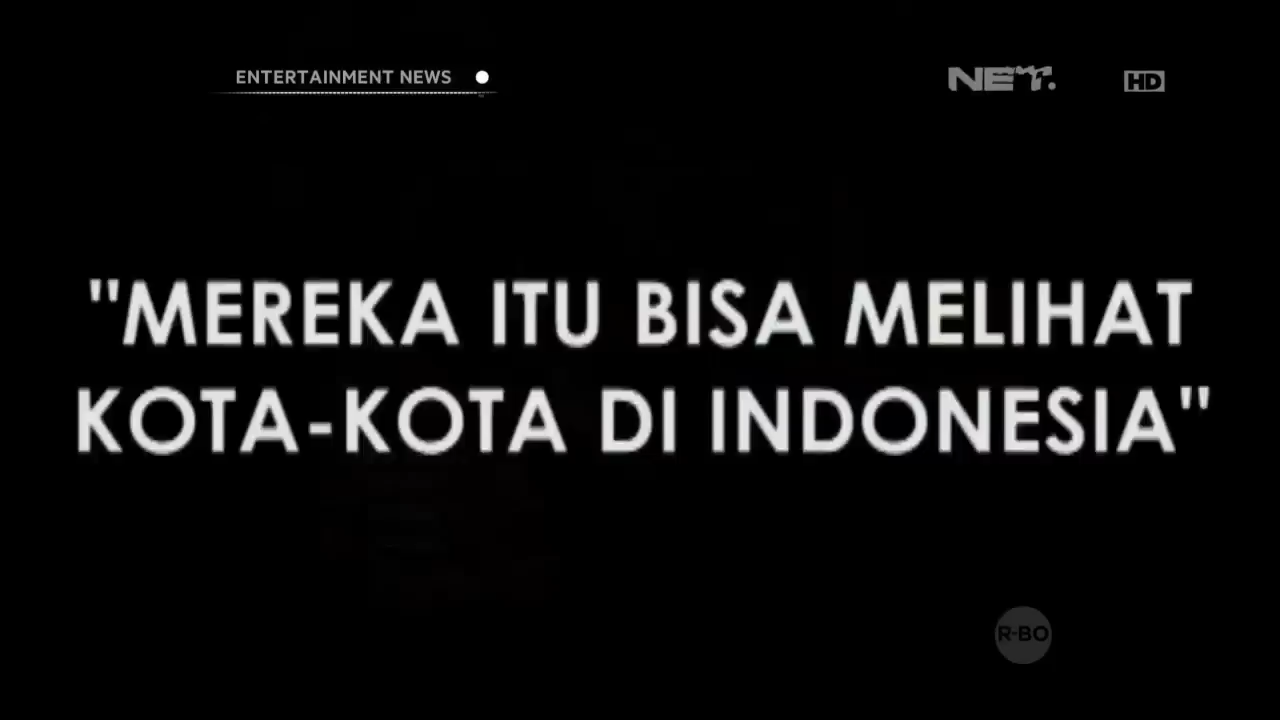 ENTERTAINMENT NEWS
NET.
HD
"MEREKA ITU BISA MELIHAT
KOTA-KOTA DI INDONESIA"
R-BO